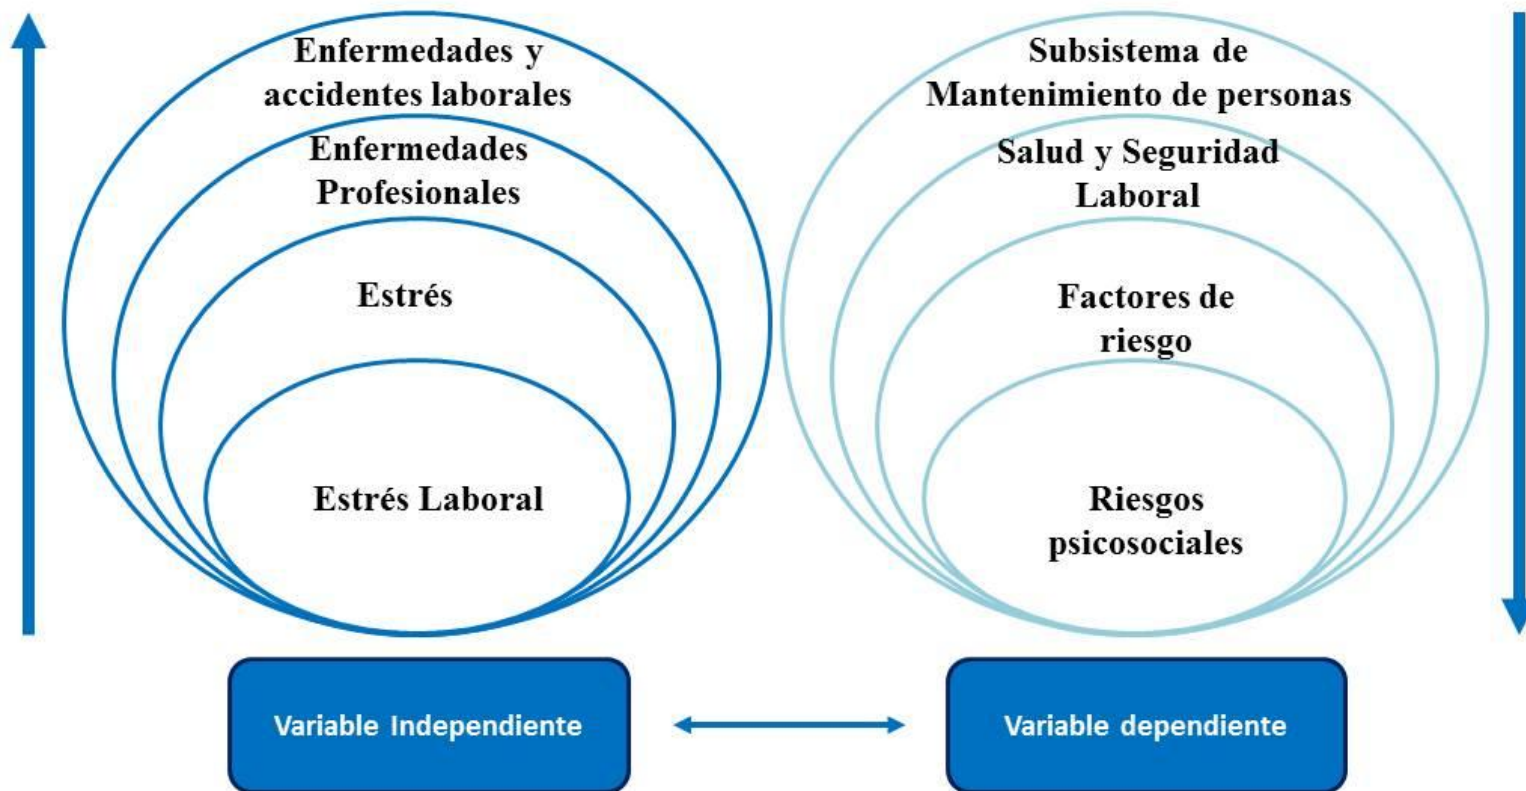 Enfermedades y
accidentes laborales
Enfermedades
Profesionales
Estrés
Estrés Laboral
Variable Independiente
Subsistema de
Mantenimiento de personas
Salud y Seguridad
Laboral
Factores de
riesgo
Riesgos
psicosociales
Variable dependiente